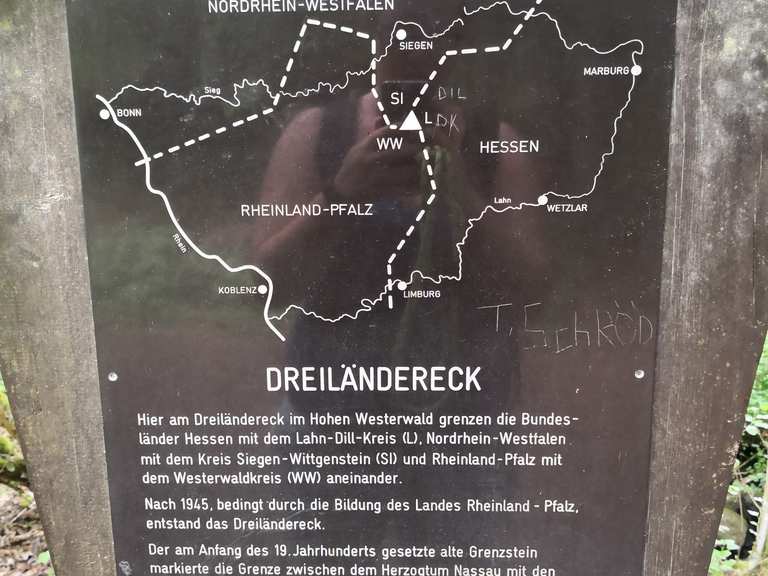 NORDRHEIN-WESTFALEN
SIEGEN
MARBURG
Sieg
SI
DIL
BONN
L
DK
WW
HESSEN
Lahn
WETZLAR
RHEINLAND-PFALZ
Rhein
KOBLENZ
LIMBURG
T. SCHRÖD
DREILÄNDERECK
Hier am Dreiländereck im Hohen Westerwald grenzen die Bundes-
länder Hessen mit dem Lahn-Dill-Kreis (L), Nordrhein-Westfalen
mit dem Kreis Siegen-Wittgenstein (SI) und Rheinland-Pfalz mit
dem Westerwaldkreis (WW) aneinander.
Nach 1945, bedingt durch die Bildung des Landes Rheinland - Pfalz,
entstand das Dreiländereck.
Der am Anfang des 19. Jahrhunderts gesetzte alte Grenzstein
markierte die Grenze zwischen dem Herzogtum Nassau mit den